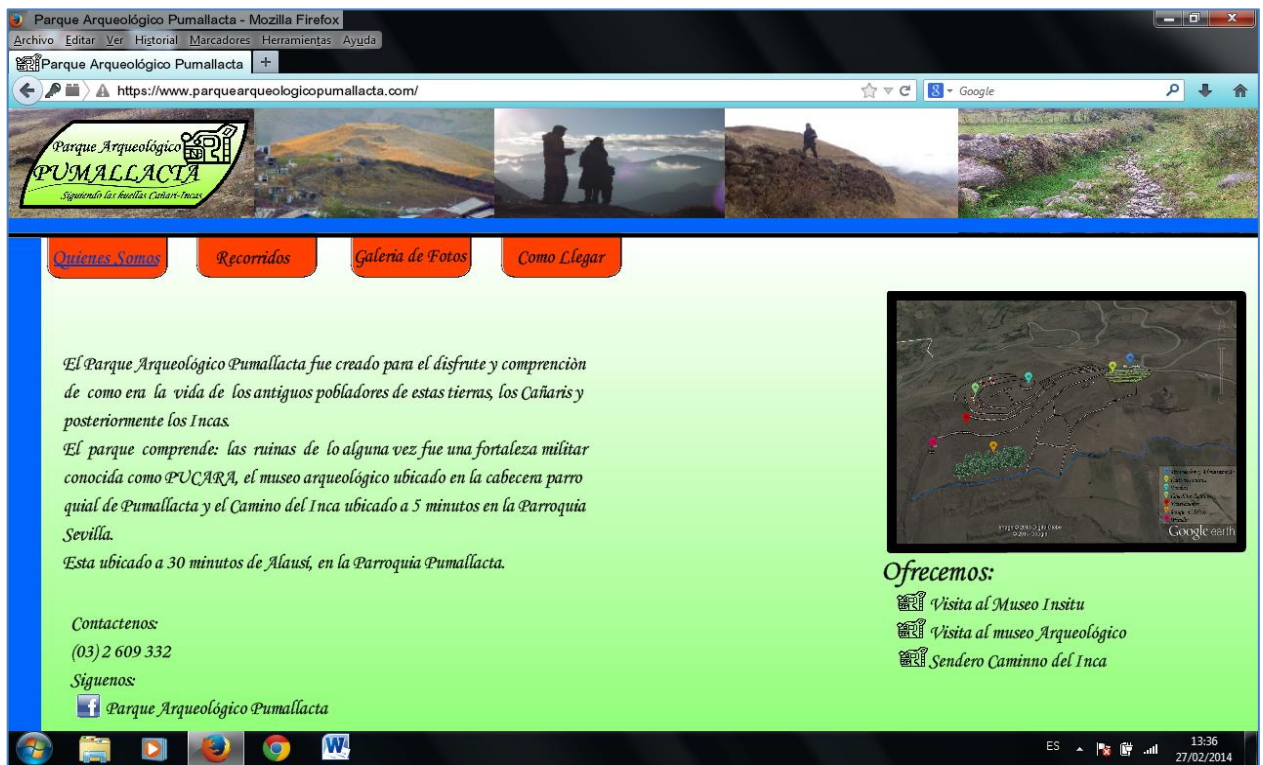 Parque Arqueológico Pumallacta - Mozilla Firefox
Archivo Editar Ver Historial Marcadores Herramientas Ayuda
Parque Arqueológico Pumallacta +
https://www.parquearqueologicopumallacta.com/
Google
Parque Arqueológico
PUMALLACTA
Siguiendo las huellas Cañari-Incas
Quienes Somos Recorridos Galeria de Fotos Como Llegar
El Parque Arqueológico Pumallacta fue creado para el disfrute y comprenciòn
de como era la vida de los antiguos pobladores de estas tierras, los Cañaris y
posteriormente los Incas.
El parque comprende: las ruinas de lo alguna vez fue una fortaleza militar
conocida como PUCARA, el museo arqueológico ubicado en la cabecera parro
quial de Pumallacta y el Camino del Inca ubicado a 5 minutos en la Parroquia
Sevilla.
Esta ubicado a 30 minutos de Alausí, en la Parroquia Pumallacta.
Contactenos:
(03) 2 609 332
Siguenos:
Parque Arqueológico Pumallacta
Google earth
Ofrecemos:
Visita al Museo Insitu
Visita al museo Arqueológico
Sendero Caminno del Inca
ES
13:36
27/02/2014